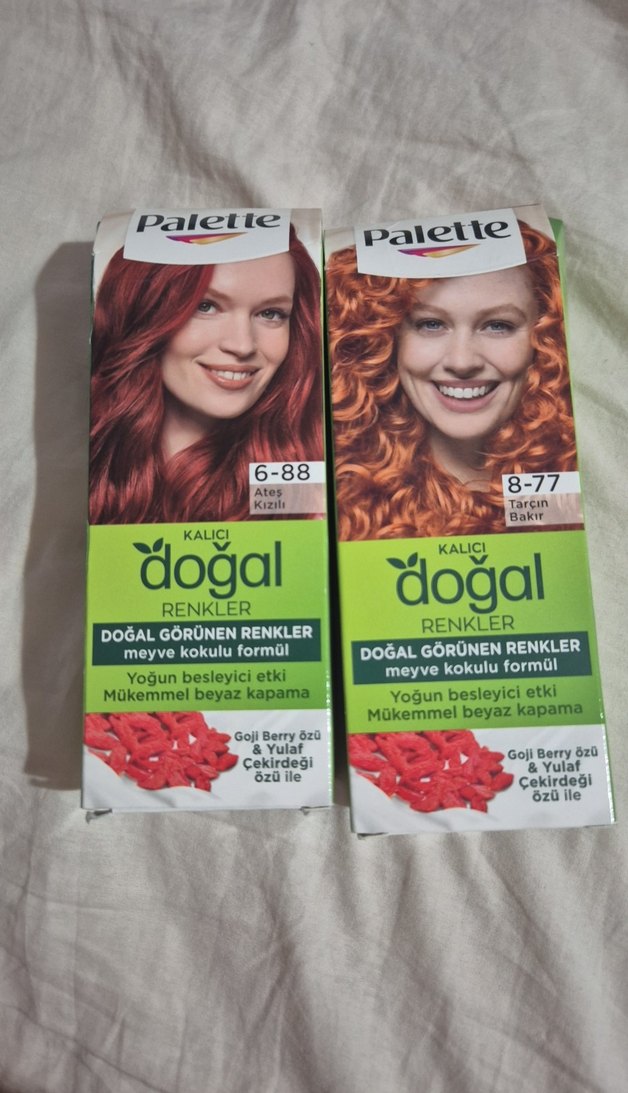 Palette
6-88
Ateş
Kızılı
KALICI
doğal
RENKLER
DOĞAL GÖRÜNEN RENKLER
meyve kokulu formül
Yoğun besleyici etki
Mükemmel beyaz kapama
Goji Berry özü
& Yulaf
Çekirdeği
özü ile
Palette
8-77
Tarçın
Bakır
KALICI
doğal
RENKLER
DOĞAL GÖRÜNEN RENKLER
meyve kokulu formül
Yoğun besleyici etki
Mükemmel beyaz kapama
Goji Berry özü
& Yulaf
Çekirdeği
özü ile